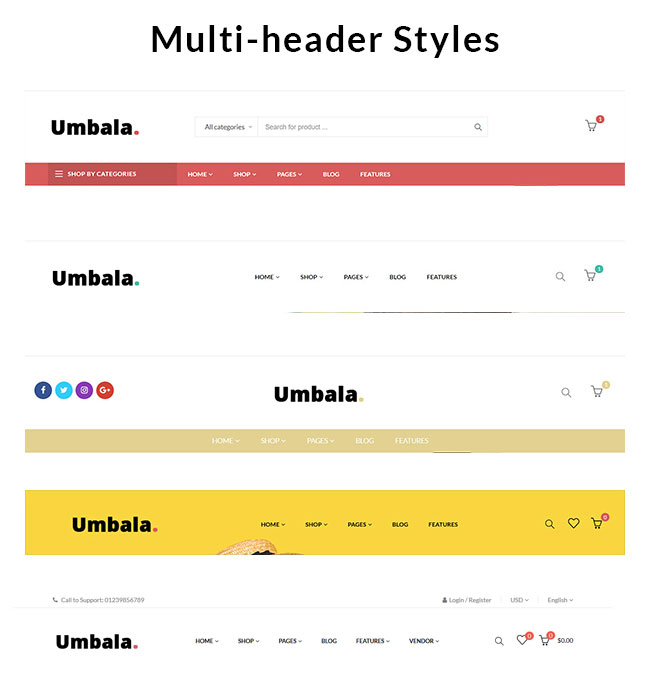 Multi-header Styles
Umbala.
All categories Search for product ... 1
SHOP BY CATEGORIES HOME SHOP PAGES BLOG FEATURES
Umbala. HOME SHOP PAGES BLOG FEATURES 1
f G+ Umbala.
HOME SHOP PAGES BLOG FEATURES
Umbala. HOME SHOP PAGES BLOG FEATURES 0
Call to Support: 01239856789 Login / Register USD English
Umbala. HOME SHOP PAGES BLOG FEATURES VENDOR 0 0 $0.00